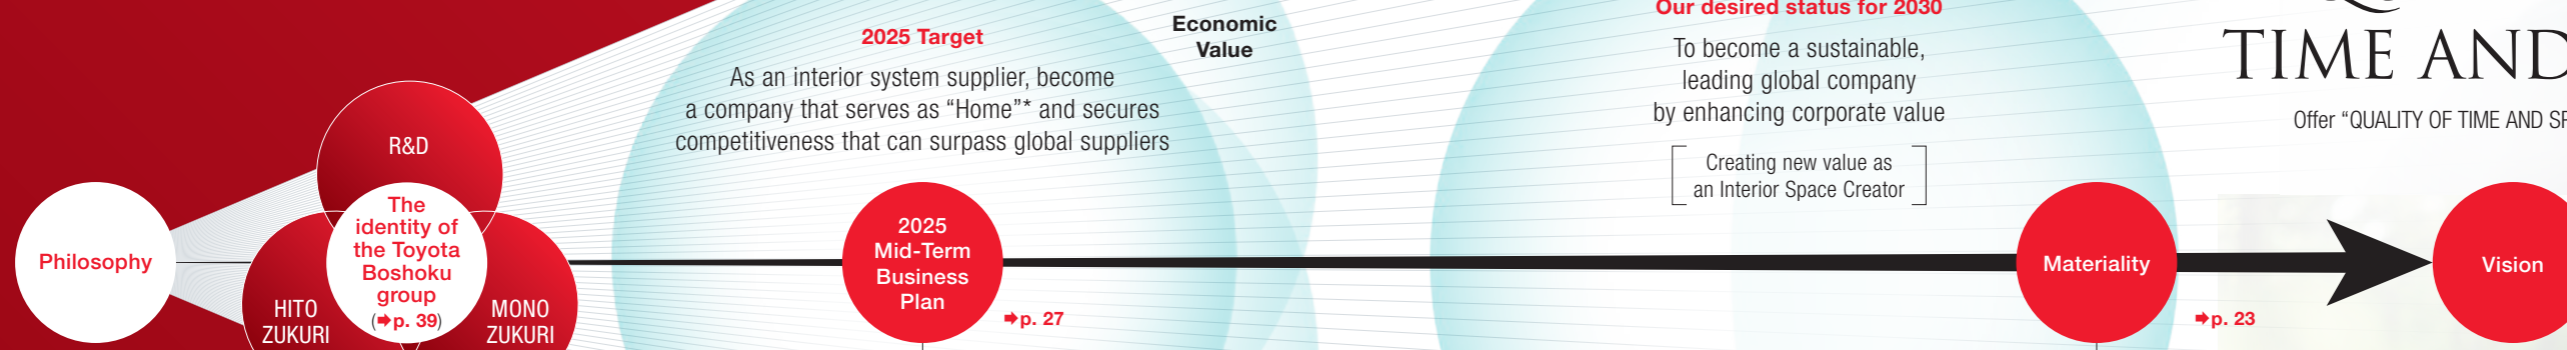 Philosophy
R&D
The
identity of
the Toyota
Boshoku
group
(➡p. 39)
HITO
ZUKURI
MONO
ZUKURI
2025 Target
As an interior system supplier, become
a company that serves as “Home”* and secures
competitiveness that can surpass global suppliers
2025
Mid-Term
Business
Plan
➡p. 27
Economic
Value
Our desired status for 2030
To become a sustainable,
leading global company
by enhancing corporate value
Creating new value as
an Interior Space Creator
Materiality
➡p. 23
TIME AND
Offer “QUALITY OF TIME AND
Vision